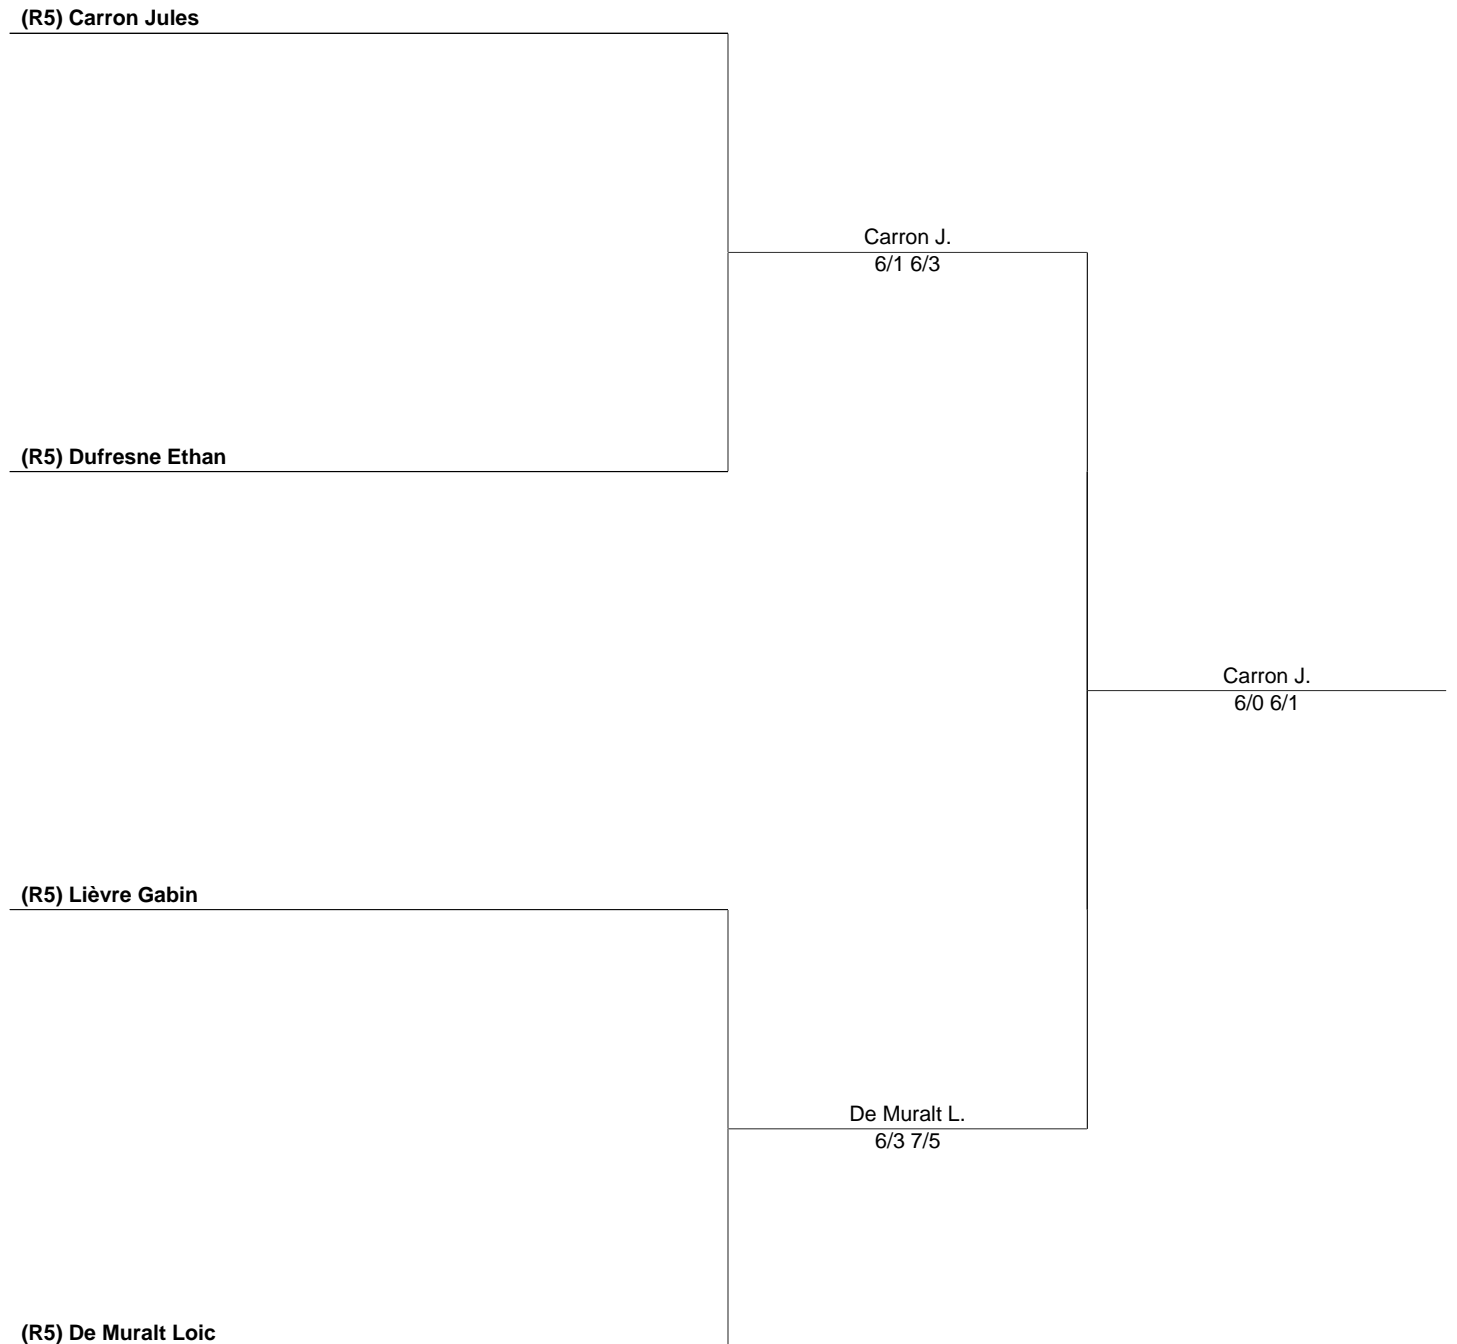 (R5) Carron Jules
Carron J.
6/1 6/3
(R5) Dufresne Ethan
Carron J.
6/0 6/1
(R5) Lièvre Gabin
De Muralt L.
6/3 7/5
(R5) De Muralt Loic